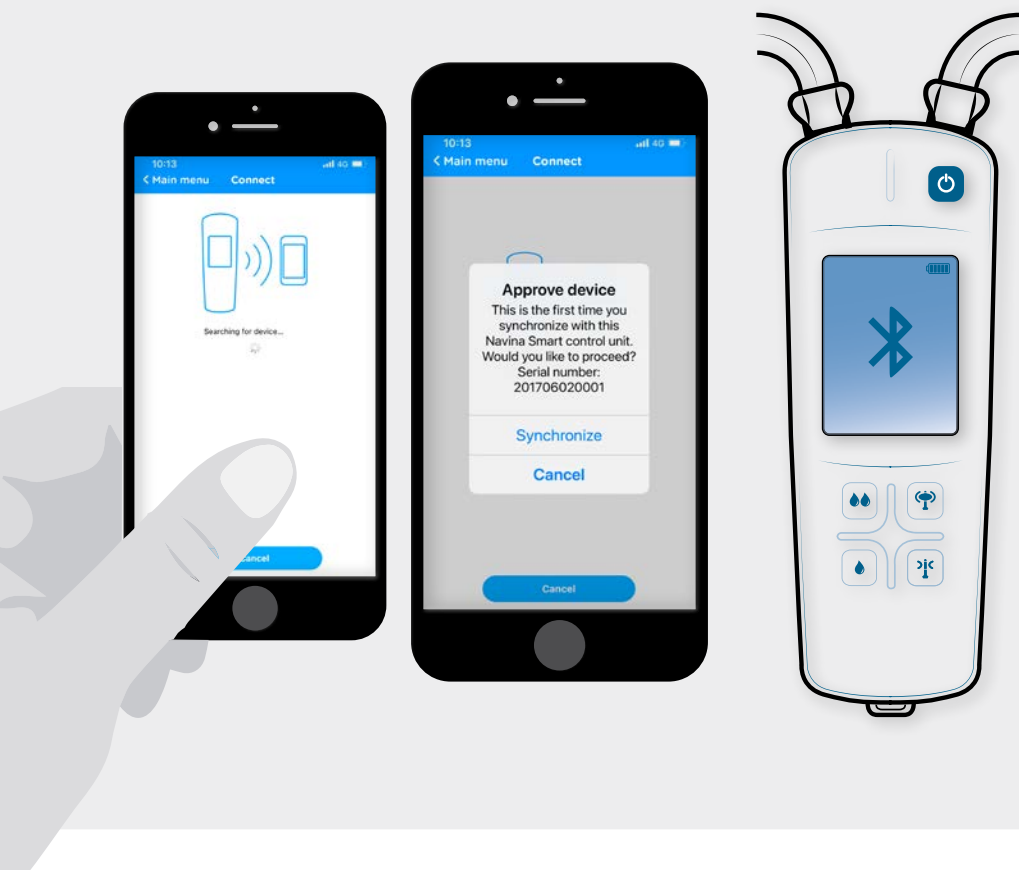 10:13
4G
Main menu Connect
Searching for device...
Cancel
10:13
4G
Main menu Connect
Approve device
This is the first time you
synchronize with this
Navina Smart control unit.
Would you like to proceed?
Serial number:
201706020001
Synchronize
Cancel
Cancel